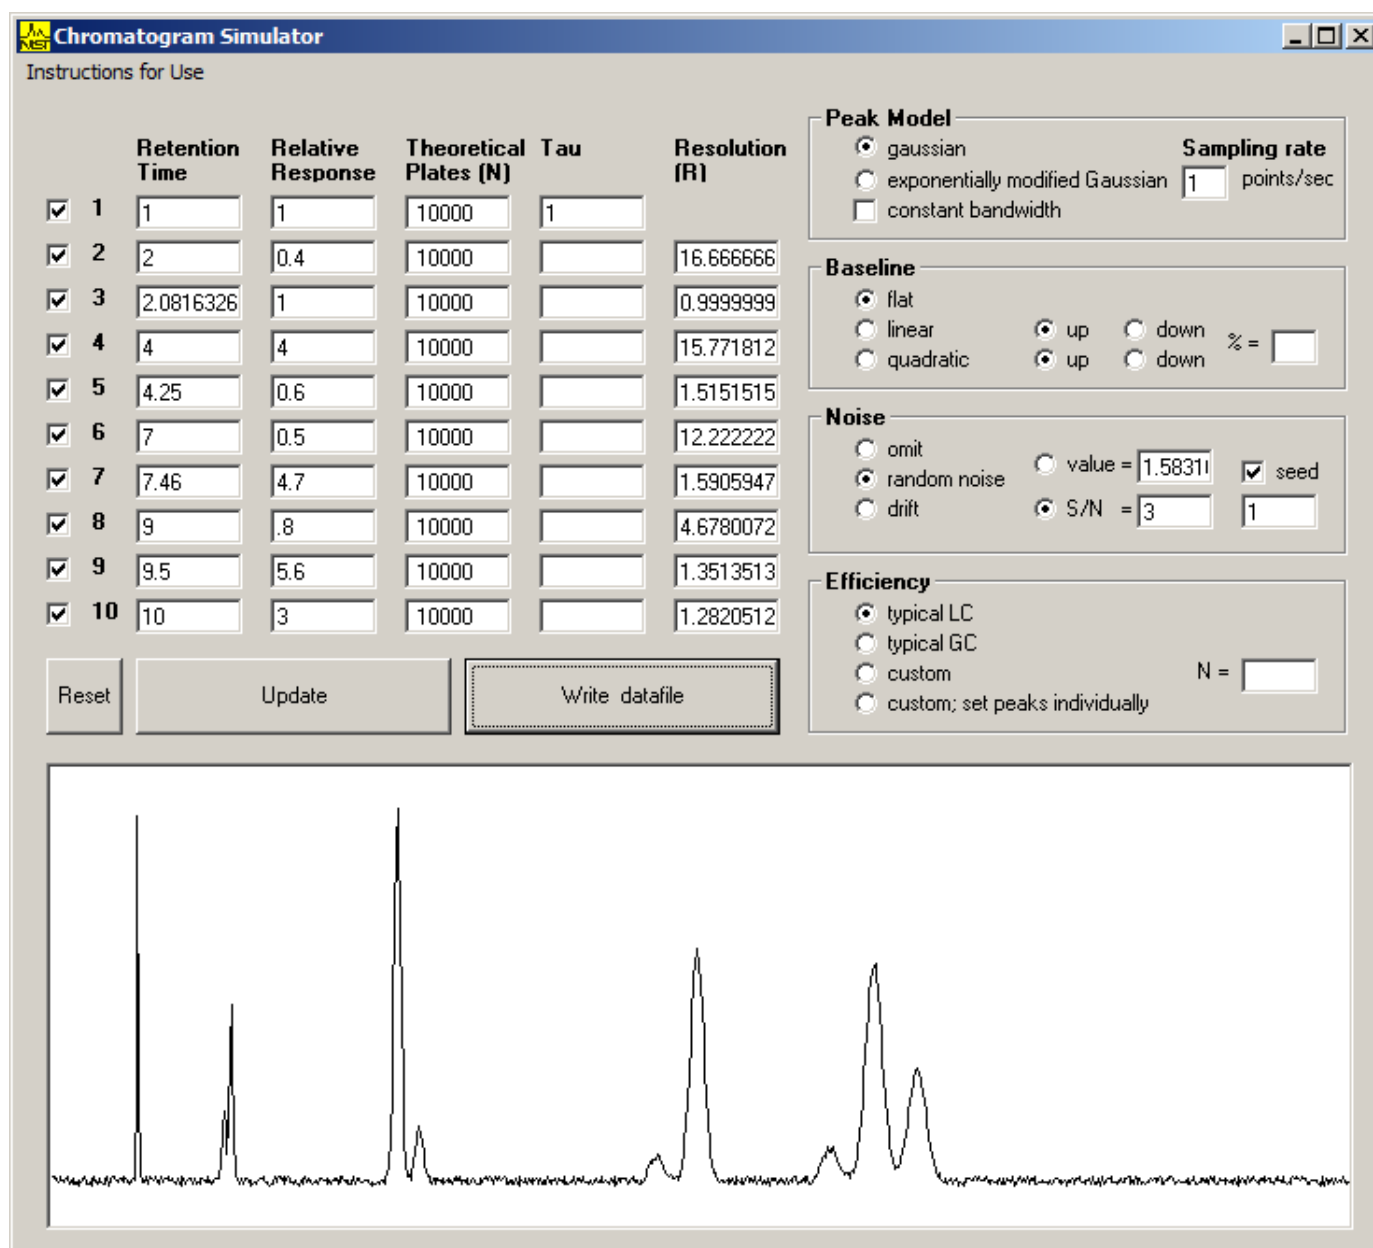 NIST
Chromatogram Simulator
Instructions for Use
Retention Time Relative Response Theoretical Plates (N) Tau Resolution (R)
1 1 1 10000 1
2 2 0.4 10000 16.666666
3 2.0816326 1 10000 0.9999999
4 4 4 10000 15.771812
5 4.25 0.6 10000 1.5151515
6 7 0.5 10000 12.222222
7 7.46 4.7 10000 1.5905947
8 9 .8 10000 4.6780072
9 9.5 5.6 10000 1.3513513
10 10 3 10000 1.2820512
Reset Update Write datafile
Peak Model
gaussian
exponentially modified Gaussian
constant bandwidth
Sampling rate
1 points/sec
Baseline
flat
linear up down
quadratic up down
% =
Noise
omit
random noise
drift
value = 1.5831
S/N = 3
seed
1
Efficiency
typical LC
typical GC
custom N =
custom; set peaks individually